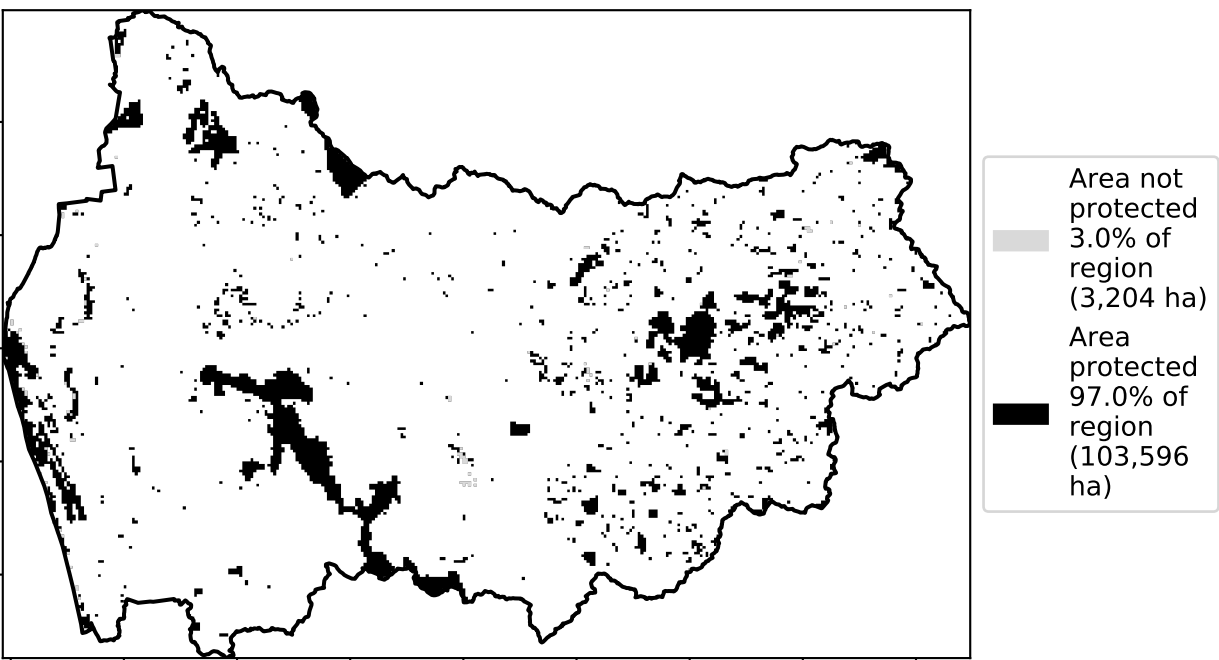 Area not
protected
3.0% of
region
(3,204 ha)
Area
protected
97.0% of
region
(103,596
ha)